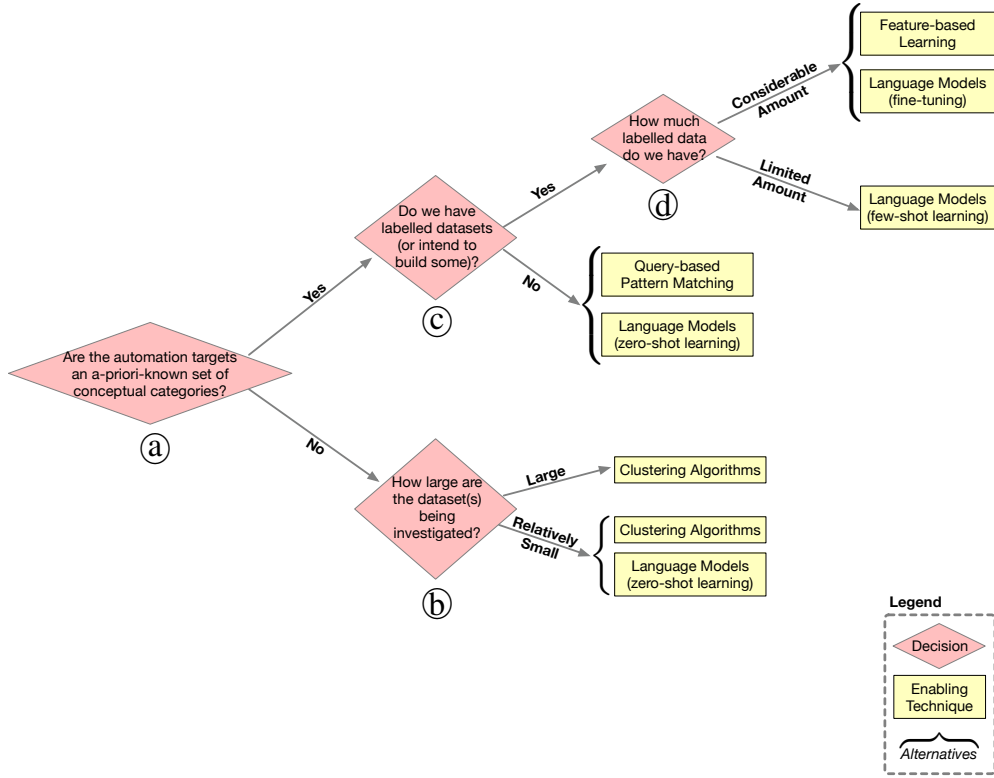 Feature-based
Learning
Language Models
(fine-tuning)
Considerable
Amount
How much
labelled data
do we have?
d
Limited
Amount
Language Models
(few-shot learning)
Yes
Do we have
labelled datasets
(or intend to
build some)?
c
No
Query-based
Pattern Matching
Language Models
(zero-shot learning)
Yes
Are the automation targets
an a-priori-known set of
conceptual categories?
a
No
How large are
the dataset(s)
being
investigated?
b
Large
Clustering Algorithms
Relatively
Small
Clustering Algorithms
Language Models
(zero-shot learning)
Legend
Decision
Enabling
Technique
Alternatives